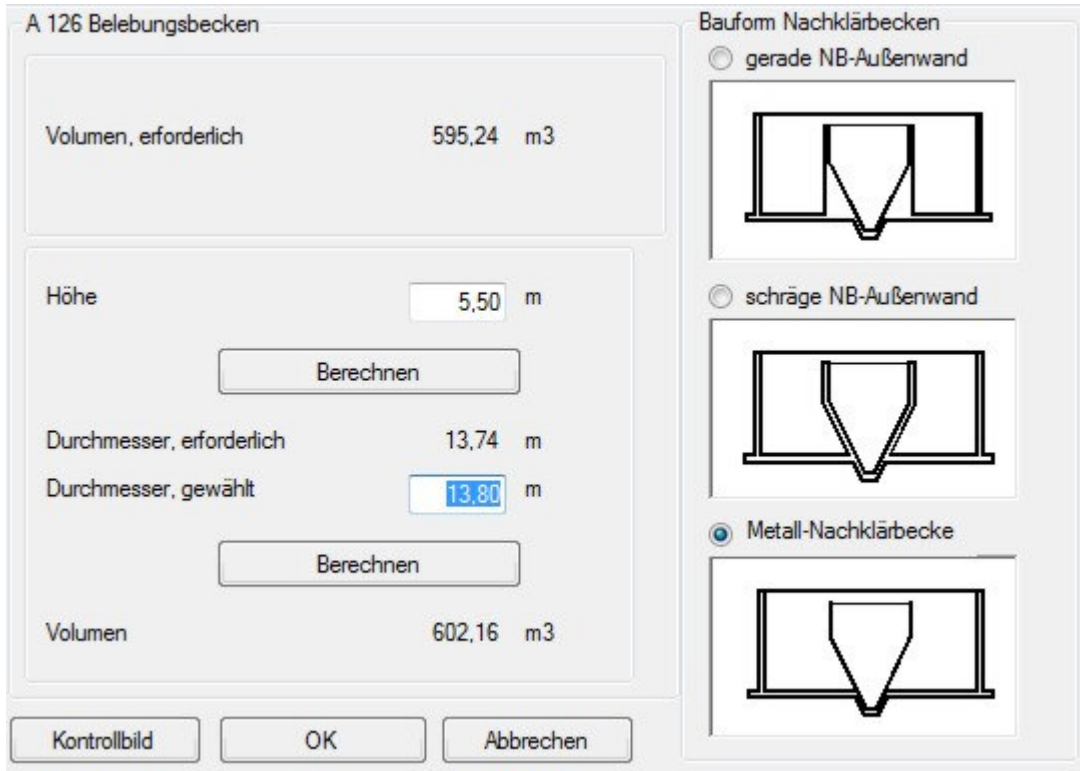 A 126 Belebungsbecken
Volumen, erforderlich 595,24 m3
Höhe 5,50 m
Berechnen
Durchmesser, erforderlich 13,74 m
Durchmesser, gewählt 13,80 m
Berechnen
Volumen 602,16 m3
Kontrollbild OK Abbrechen
Bauform Nachklärbecken
gerade NB-Außenwand
schräge NB-Außenwand
Metall-Nachklärbecke